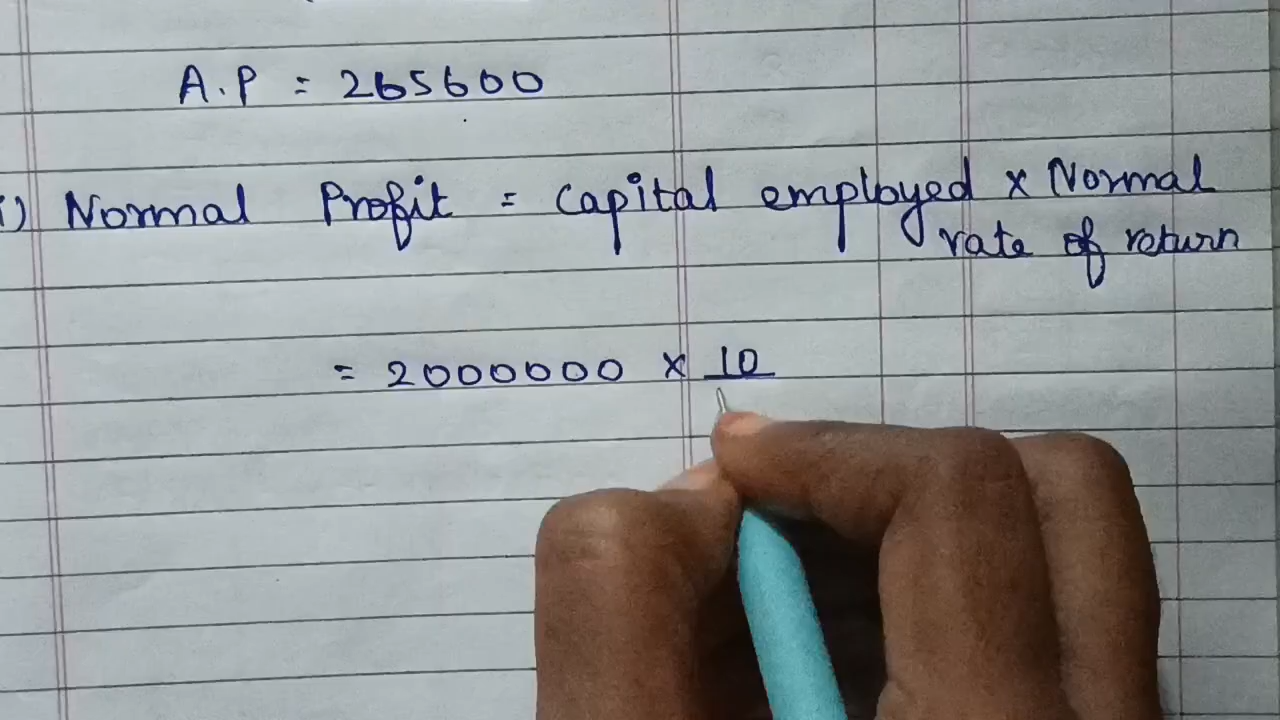 A.P = 265600
i) Normal Profit = Capital employed x Normal
rate of return
= 2000000 x 10